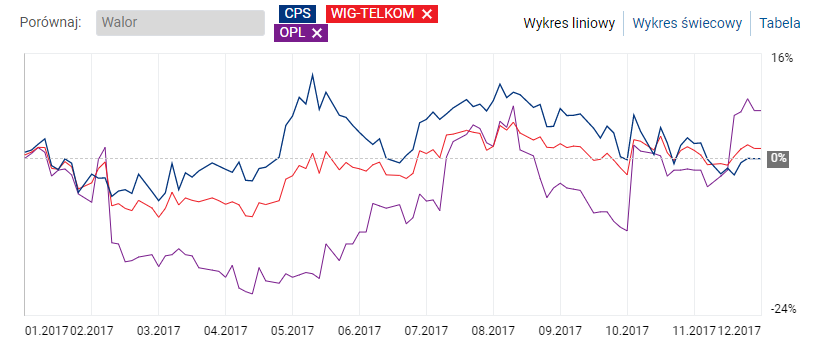 Porównaj: Walor CPS WIG-TELKOM ✕ Wykres liniowy Wykres świecowy Tabela
OPL ✕
16%
0%
-24%
01.2017 02.2017 03.2017 04.2017 05.2017 06.2017 07.2017 08.2017 09.2017 10.2017 11.2017 12.2017